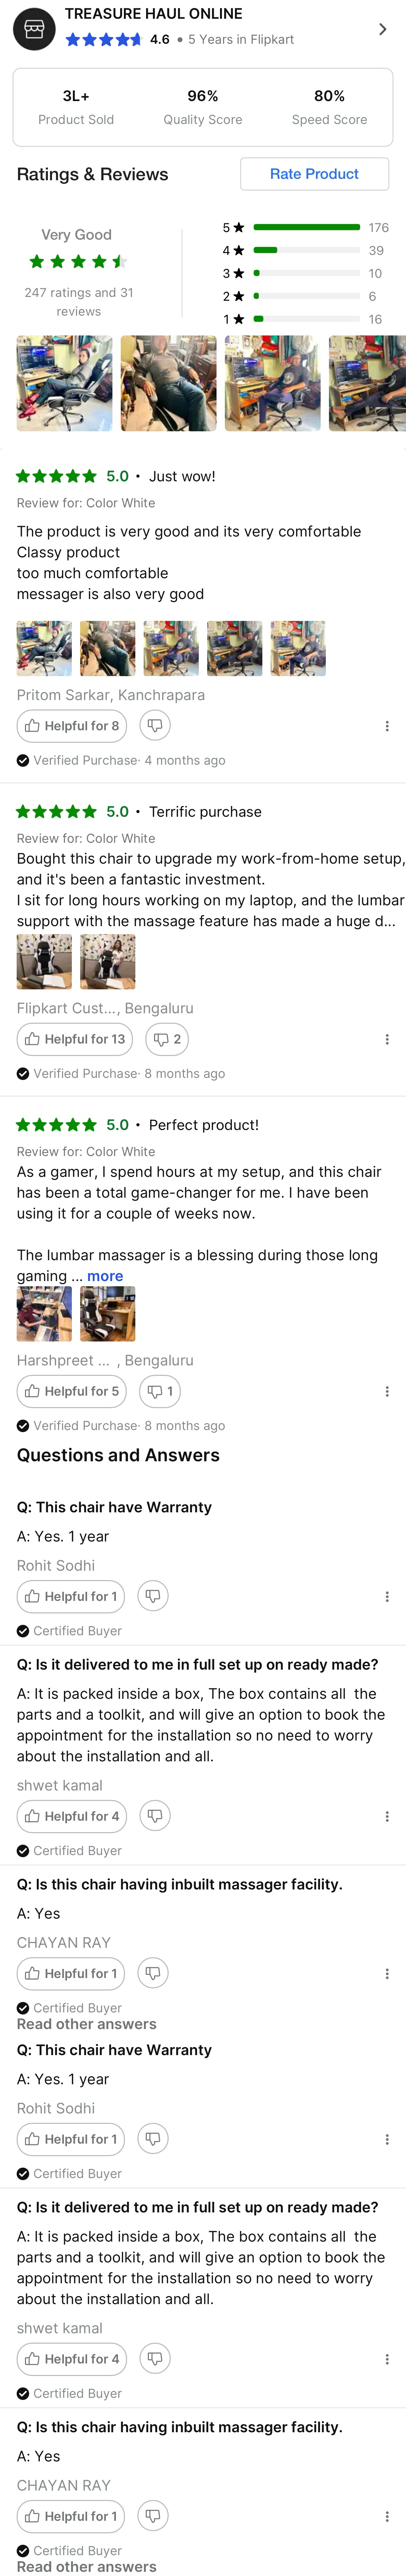 TREASURE HAUL ONLINE
4.6 • 5 Years in Flipkart
3L+ 96% 80%
Product Sold Quality Score Speed Score
Ratings & Reviews Rate Product
Very Good
247 ratings and 31
reviews
5 ★ 176
4 ★ 39
3 ★ 10
2 ★ 6
1 ★ 16
5.0 • Just wow!
Review for: Color White
The product is very good and its very comfortable
Classy product
too much comfortable
messager is also very good
Pritom Sarkar, Kanchrapara
Helpful for 8
Verified Purchase· 4 months ago
5.0 • Terrific purchase
Review for: Color White
Bought this chair to upgrade my work-from-home setup,
and it's been a fantastic investment.
I sit for long hours working on my laptop, and the lumbar
support with the massage feature has made a huge d...
Flipkart Cust..., Bengaluru
Helpful for 13 2
Verified Purchase· 8 months ago
5.0 • Perfect product!
Review for: Color White
As a gamer, I spend hours at my setup, and this chair
has been a total game-changer for me. I have been
using it for a couple of weeks now.
The lumbar massager is a blessing during those long
gaming ... more
Harshpreet ... , Bengaluru
Helpful for 5 1
Verified Purchase· 8 months ago
Questions and Answers
Q: This chair have Warranty
A: Yes. 1 year
Rohit Sodhi
Helpful for 1
Certified Buyer
Q: Is it delivered to me in full set up on ready made?
A: It is packed inside a box, The box contains all  the
parts and a toolkit, and will give an option to book the
appointment for the installation so no need to worry
about the installation and all.
shwet kamal
Helpful for 4
Certified Buyer
Q: Is this chair having inbuilt massager facility.
A: Yes
CHAYAN RAY
Helpful for 1
Certified Buyer
Read other answers
Q: This chair have Warranty
A: Yes. 1 year
Rohit Sodhi
Helpful for 1
Certified Buyer
Q: Is it delivered to me in full set up on ready made?
A: It is packed inside a box, The box contains all  the
parts and a toolkit, and will give an option to book the
appointment for the installation so no need to worry
about the installation and all.
shwet kamal
Helpful for 4
Certified Buyer
Q: Is this chair having inbuilt massager facility.
A: Yes
CHAYAN RAY
Helpful for 1
Certified Buyer
Read other answers